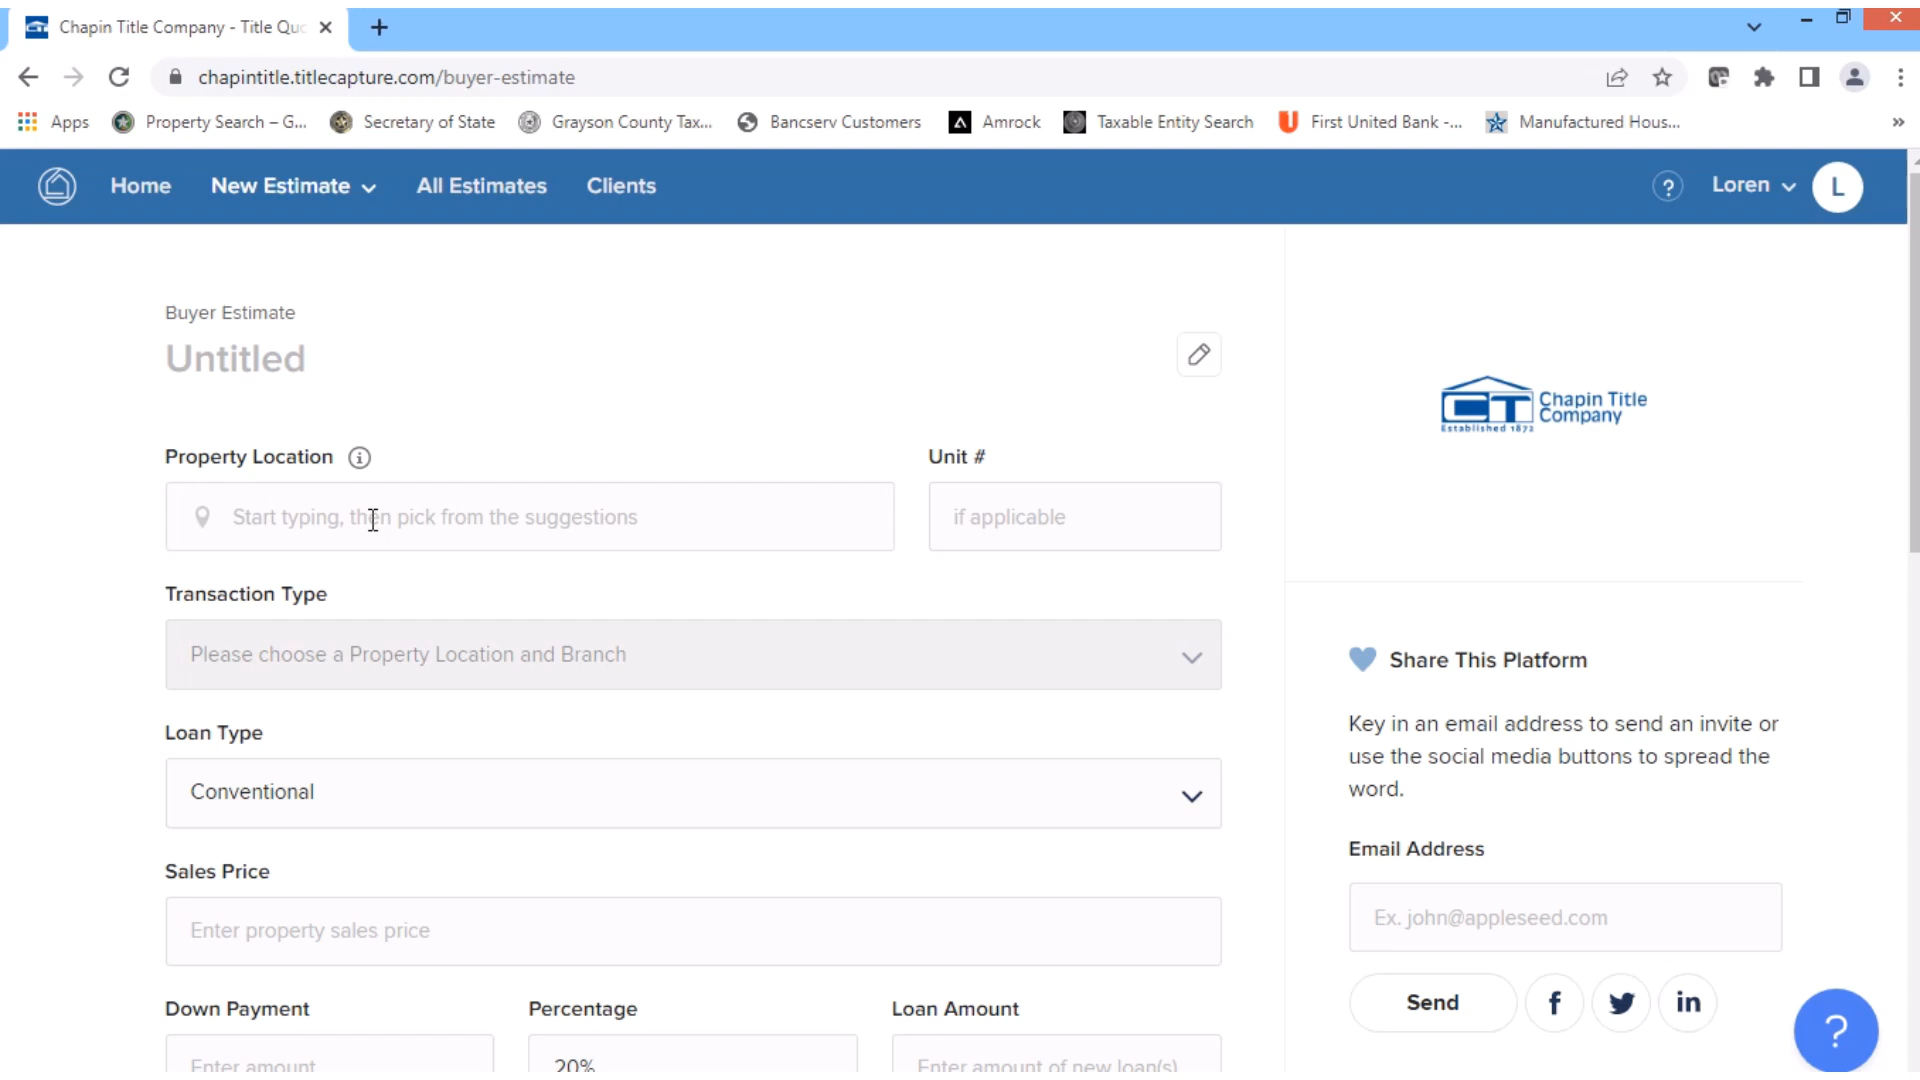 Chapin Title Company - Title Quo
chapintitle.titlecapture.com/buyer-estimate
Apps Property Search – G... Secretary of State Grayson County Tax... Bancserv Customers Amrock Taxable Entity Search First United Bank -... Manufactured Hous...
Home New Estimate All Estimates Clients ? Loren L
Buyer Estimate
Untitled
CT Chapin Title
Company
Established 1872
Property Location Unit #
Start typing, then pick from the suggestions if applicable
Transaction Type
Please choose a Property Location and Branch
Share This Platform
Loan Type
Key in an email address to send an invite or
use the social media buttons to spread the
word.
Conventional
Email Address
Sales Price
Ex. john@appleseed.com
Enter property sales price
Send
Down Payment Percentage Loan Amount
Enter amount 20% Enter amount of new loan(s)
?